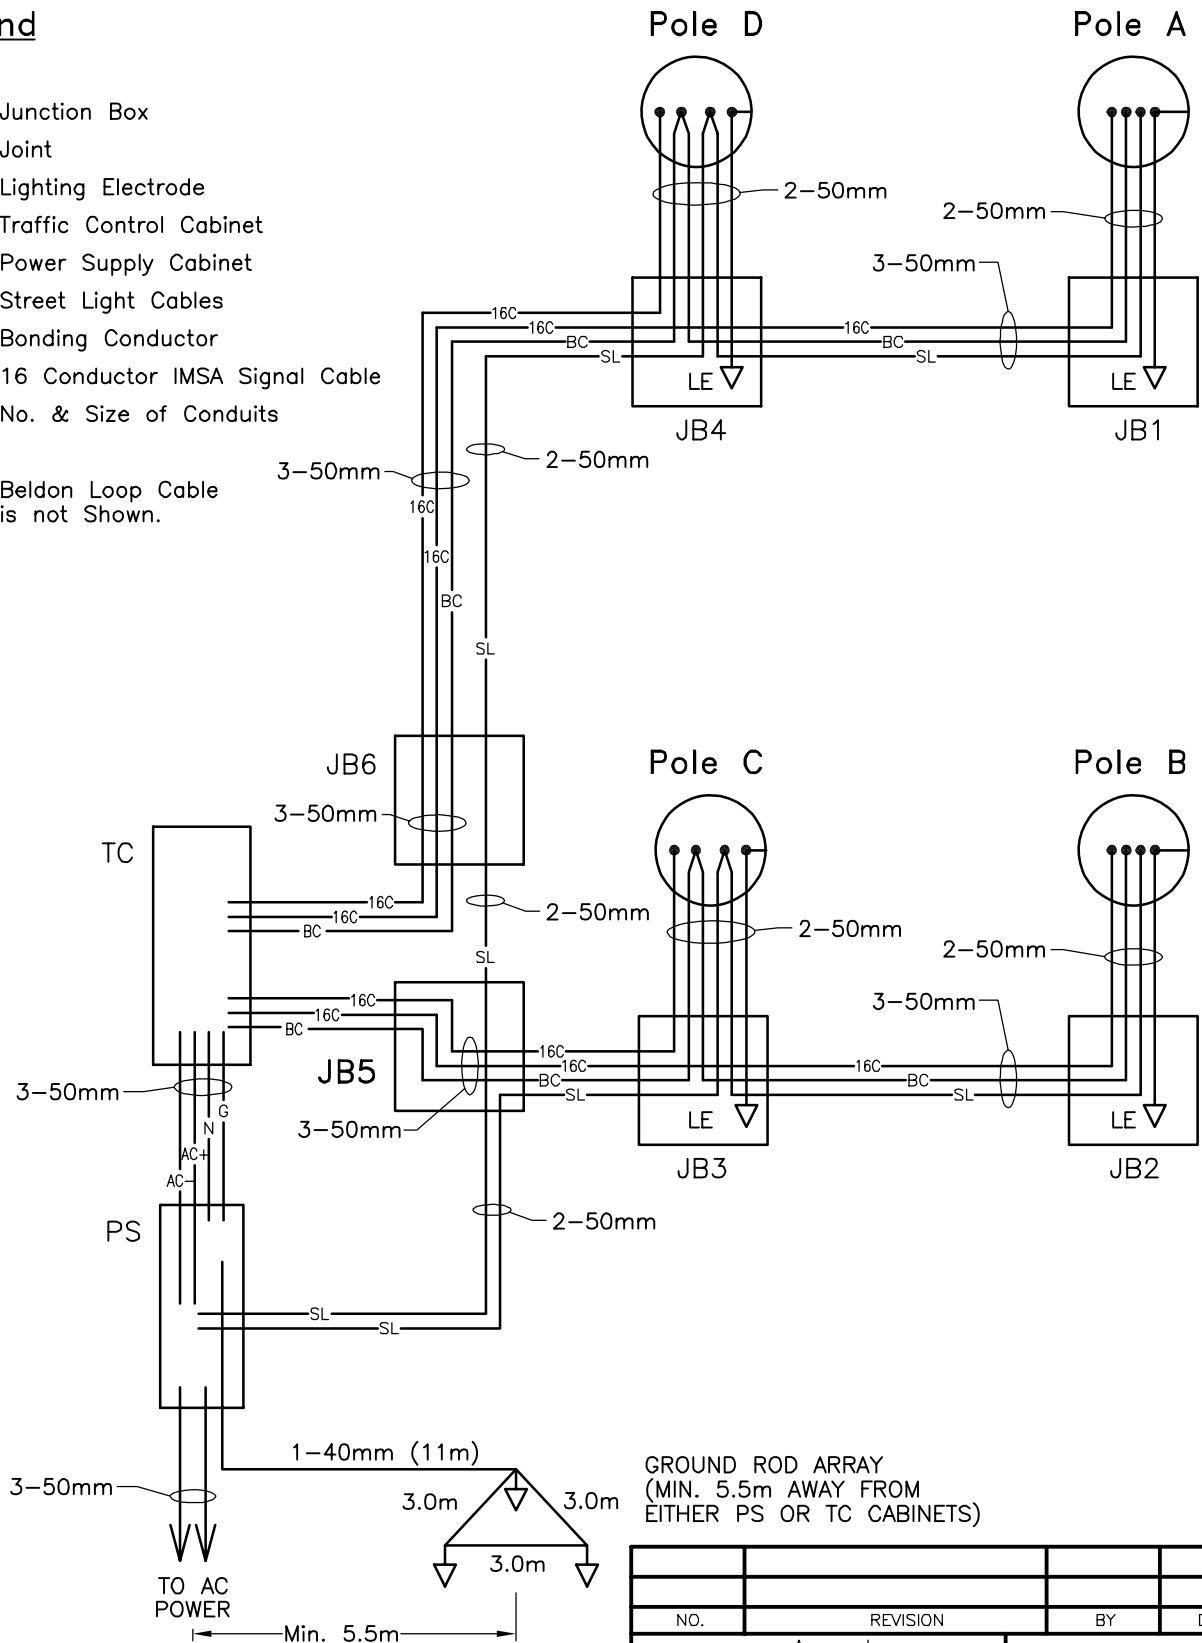 nd
Pole D
Pole A
Junction Box
Joint
Lighting Electrode
Traffic Control Cabinet
Power Supply Cabinet
Street Light Cables
Bonding Conductor
16 Conductor IMSA Signal Cable
No. & Size of Conduits
Beldon Loop Cable
is not Shown.
2-50mm
2-50mm
3-50mm
16C
16C
16C
BC
BC
SL
SL
LE
LE
JB4
JB1
3-50mm
2-50mm
16C
16C
BC
SL
JB6
Pole C
Pole B
3-50mm
TC
16C
16C
BC
2-50mm
2-50mm
2-50mm
SL
3-50mm
16C
16C
BC
JB5
16C
16C
16C
BC
BC
SL
SL
3-50mm
G
N
3-50mm
LE
LE
AC+
JB3
JB2
AC-
PS
2-50mm
SL
SL
1-40mm (11m)
3-50mm
3.0m
3.0m
3.0m
GROUND ROD ARRAY
(MIN. 5.5m AWAY FROM
EITHER PS OR TC CABINETS)
TO AC
POWER
Min. 5.5m
NO.
REVISION
BY